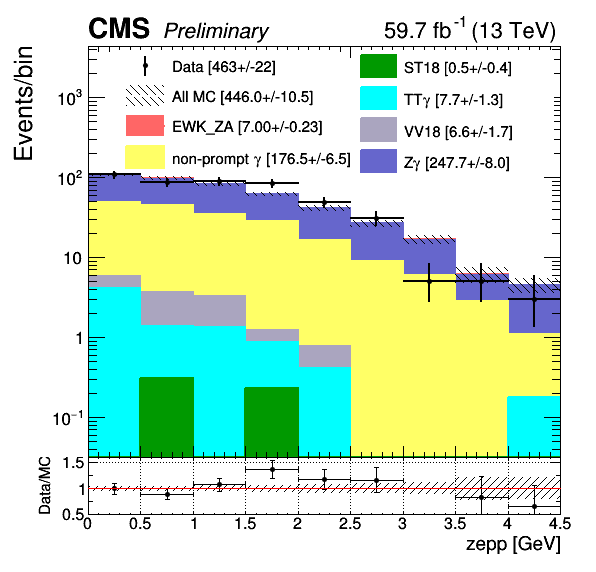 CMS Preliminary 59.7 fb⁻¹ (13 TeV)
Events/bin
Data [463+/-22]
All MC [446.0+/-10.5]
EWK_ZA [7.00+/-0.23]
non-prompt γ [176.5+/-6.5]
ST18 [0.5+/-0.4]
TTγ [7.7+/-1.3]
VV18 [6.6+/-1.7]
Zγ [247.7+/-8.0]
10³
10²
10
1
10⁻¹
Data/MC
1.5
1
0.5
0 0.5 1 1.5 2 2.5 3 3.5 4 4.5
zepp [GeV]